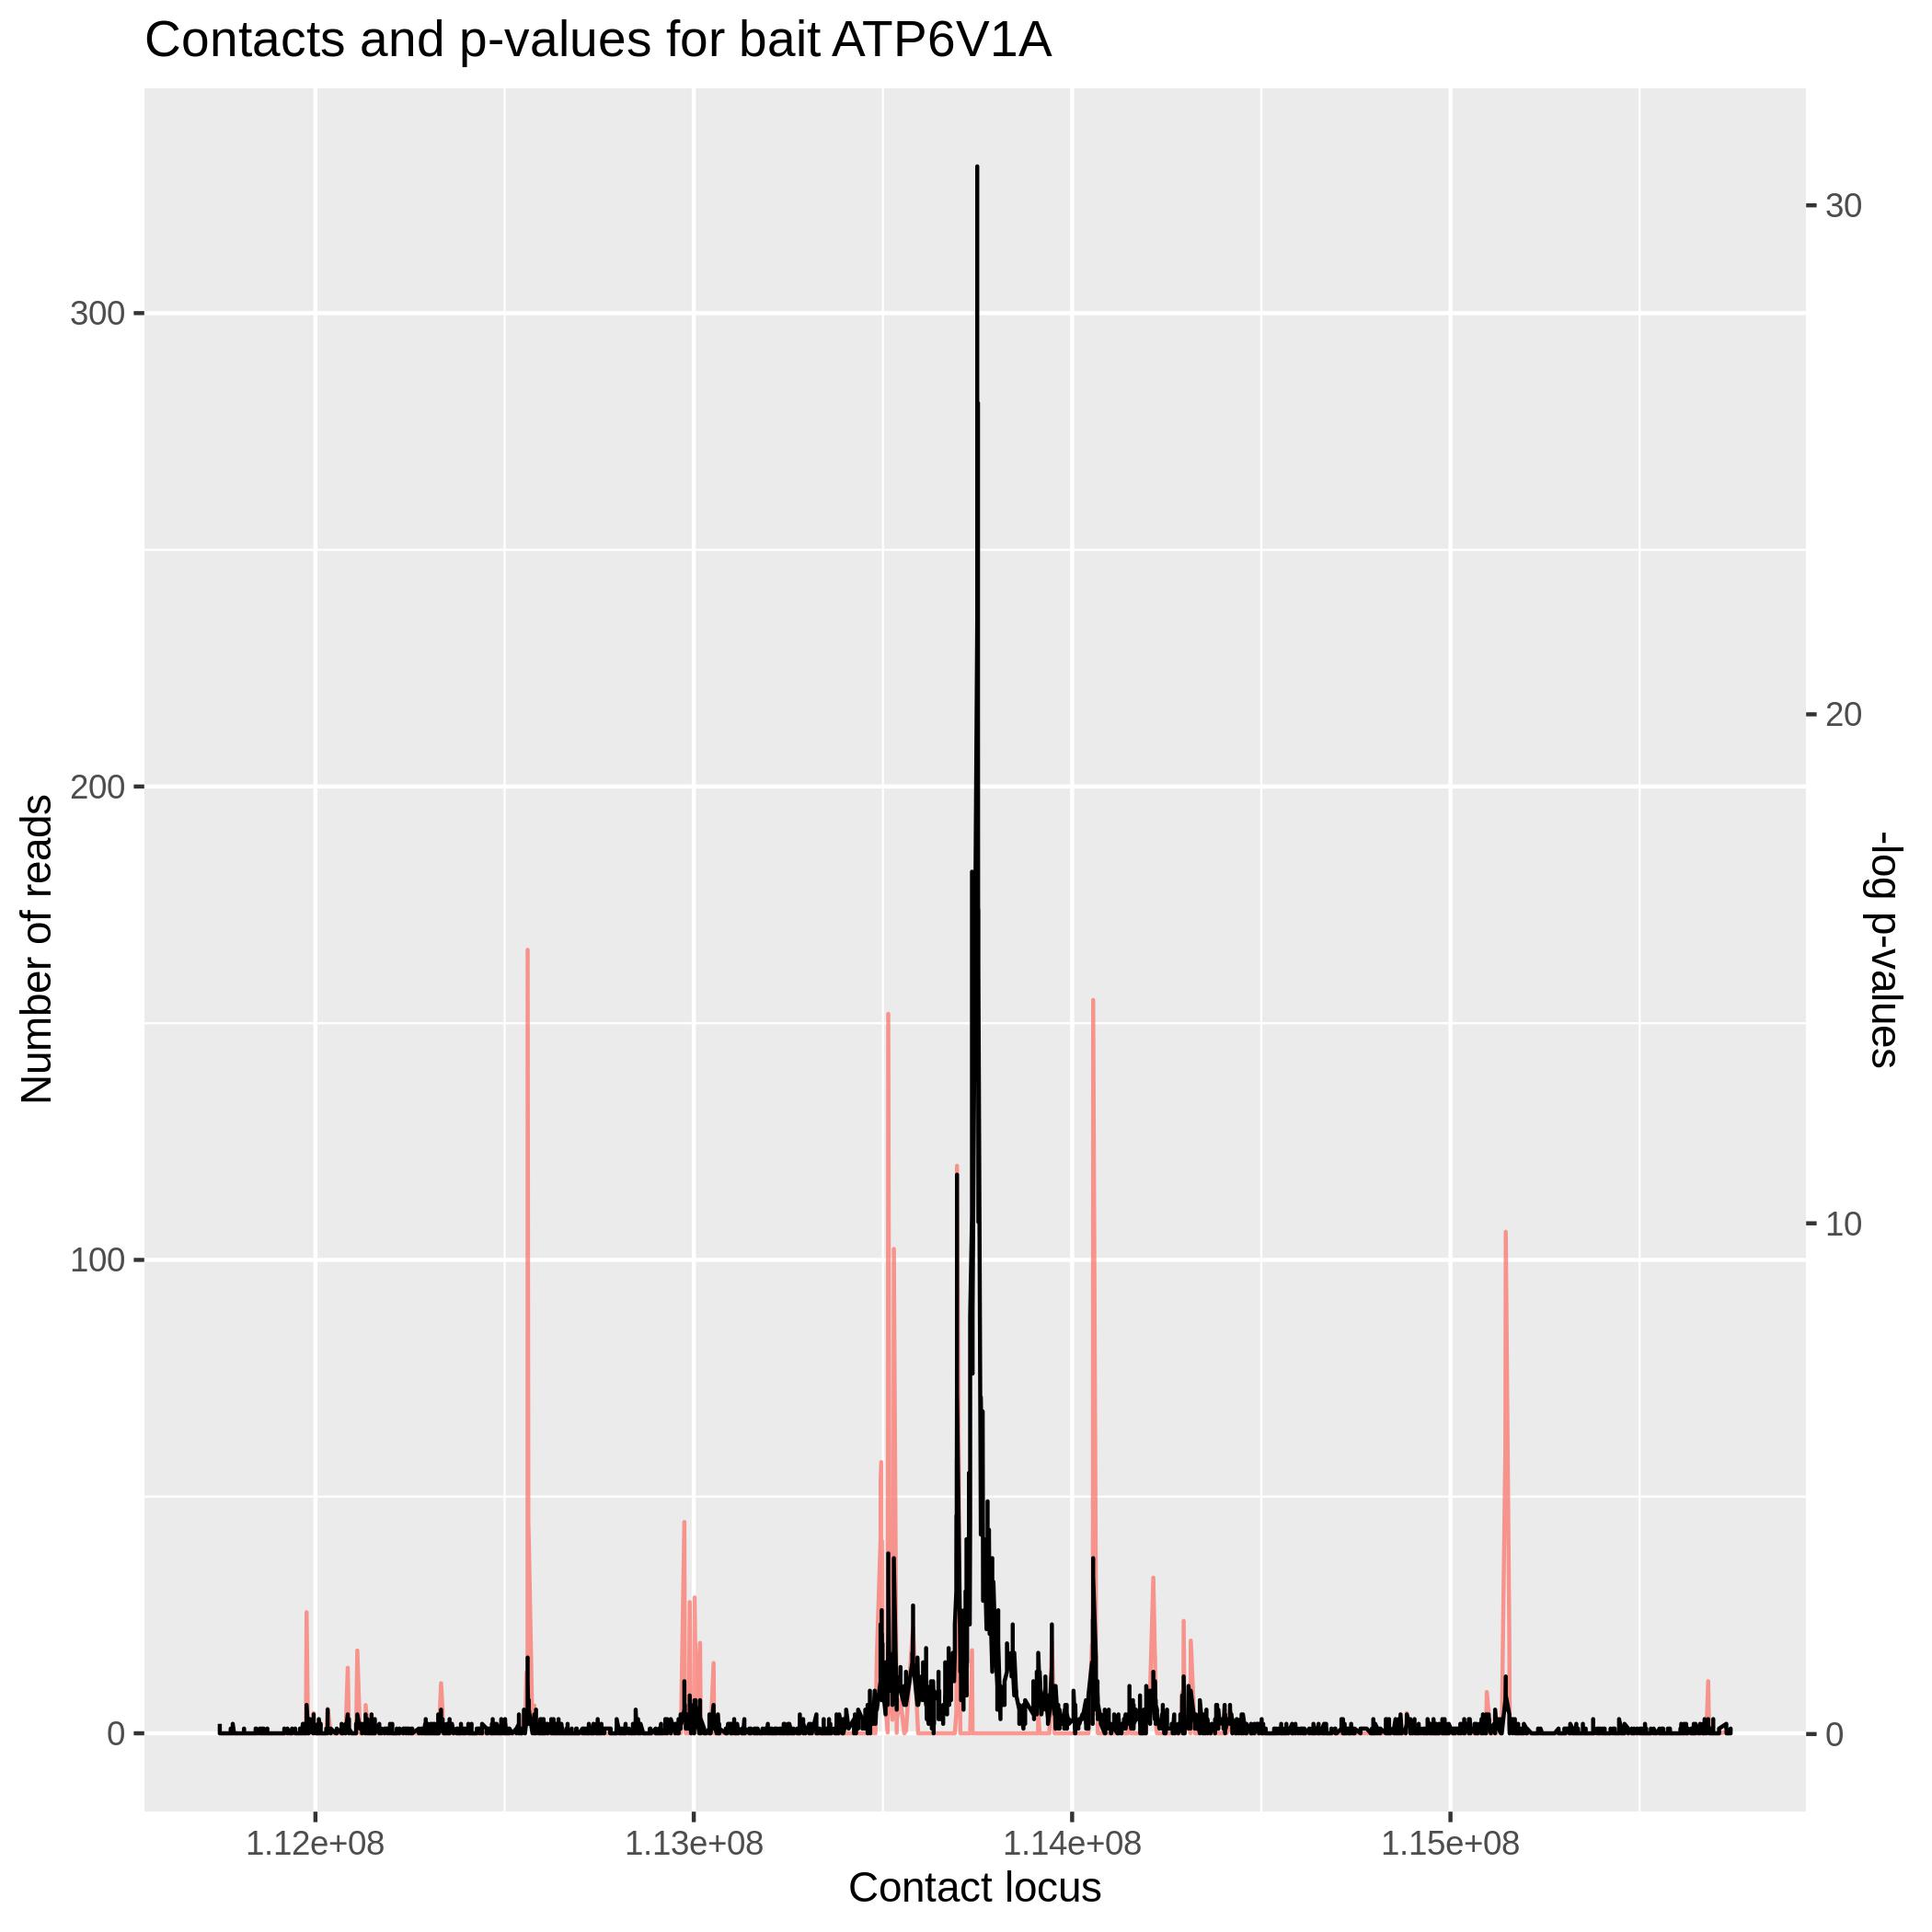 Contacts and p-values for bait ATP6V1A
Number of reads
300
200
100
0
30
20
10
0
-log p-values
1.12e+08
1.13e+08
1.14e+08
1.15e+08
Contact locus